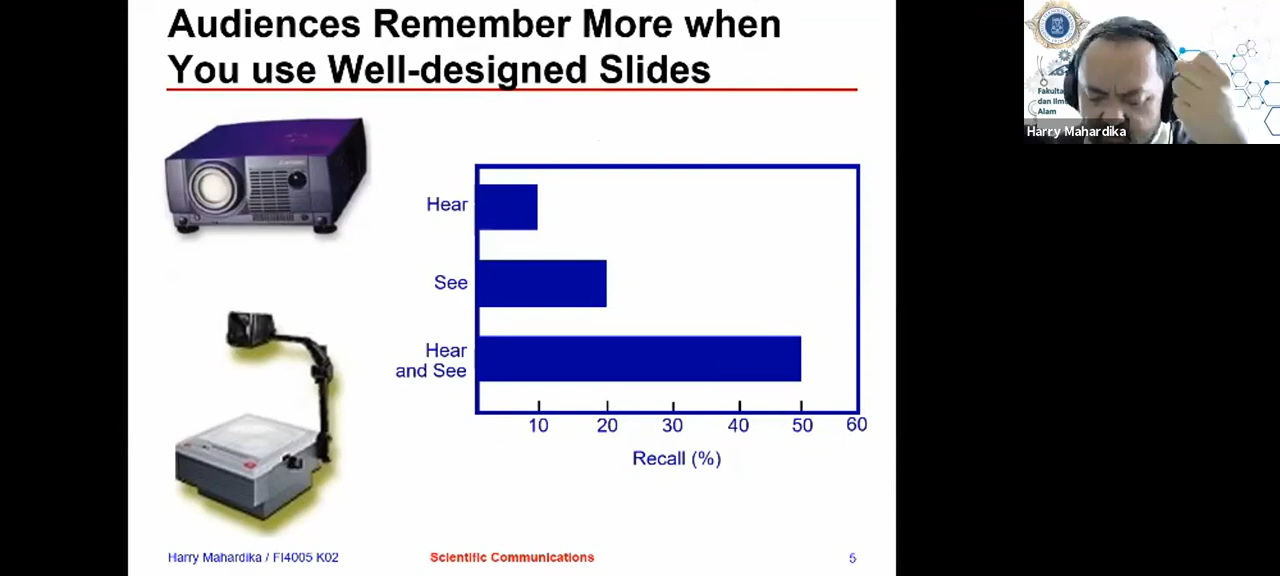 Audiences Remember More when
You use Well-designed Slides
Hear
See
Hear
and See
10 20 30 40 50 60
Recall (%)
Harry Mahardika / FI4005 K02
Scientific Communications
5
Fakulta
dan Ilmu
Alam
Harry Mahardika